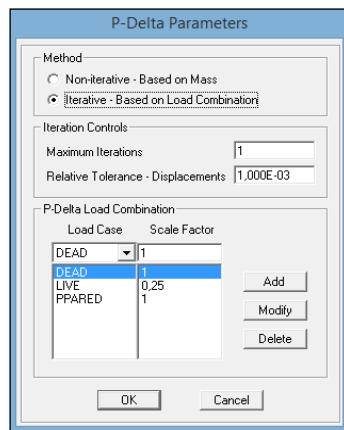 P-Delta Parameters
Method
Non-iterative - Based on Mass
Iterative - Based on Load Combination
Iteration Controls
Maximum Iterations 1
Relative Tolerance - Displacements 1,000E-03
P-Delta Load Combination
Load Case Scale Factor
DEAD 1
DEAD 1
LIVE 0,25
PPARED 1
Add
Modify
Delete
OK Cancel